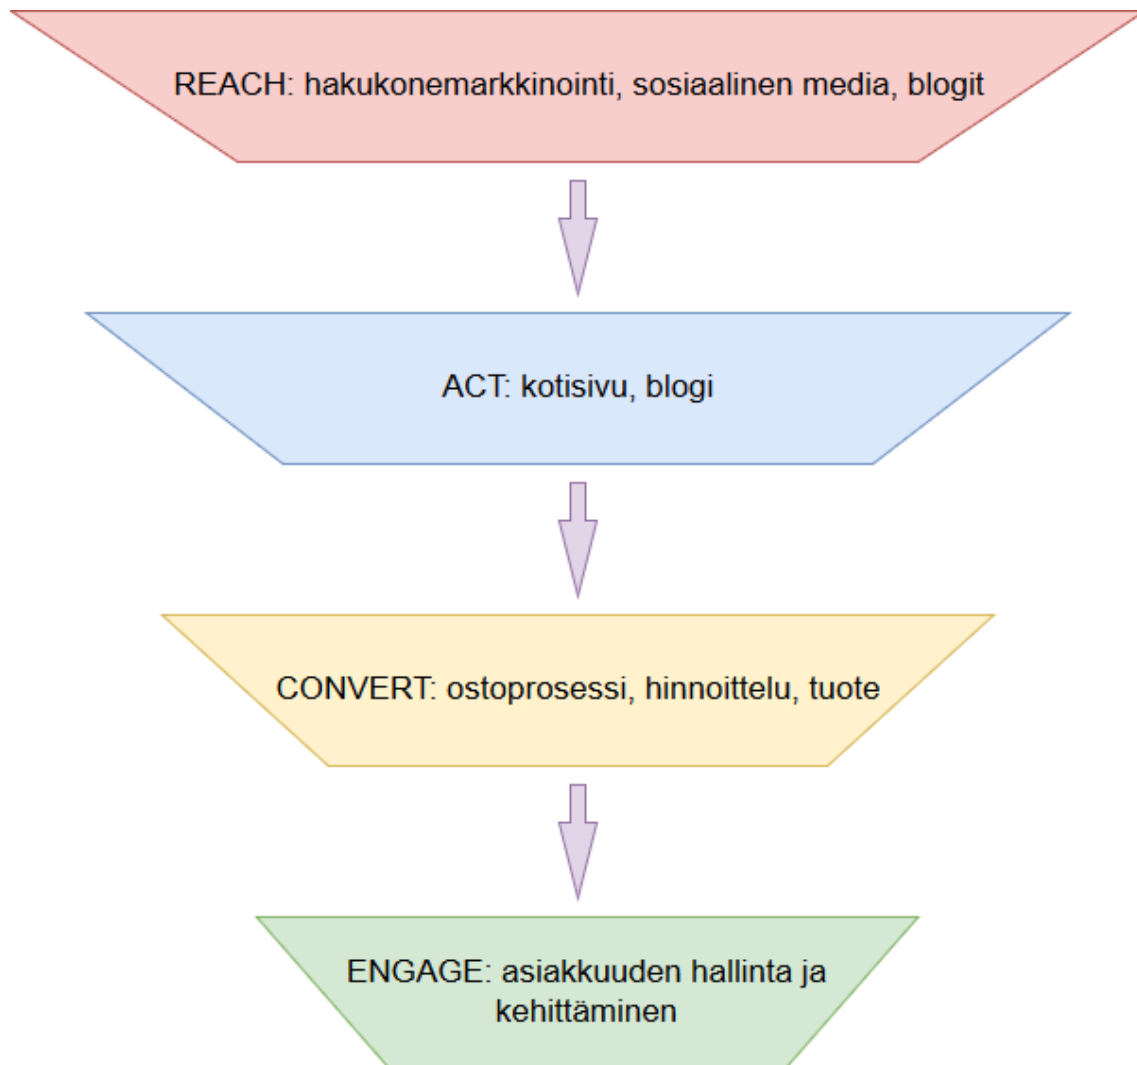 REACH: hakukonemarkkinointi, sosiaalinen media, blogit
ACT: kotisivu, blogi
CONVERT: ostoprosessi, hinnoittelu, tuote
ENGAGE: asiakkuuden hallinta ja
kehittäminen